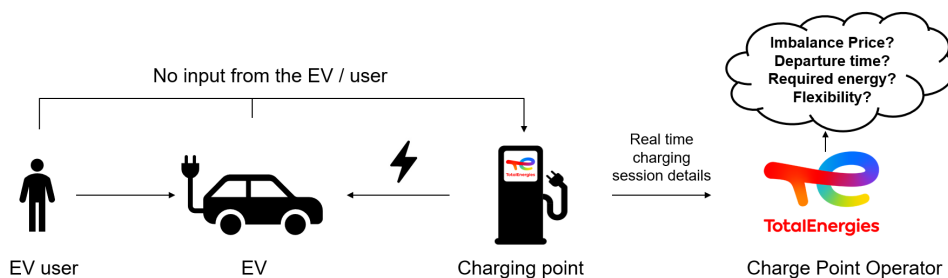 Imbalance Price?
Departure time?
Required energy?
Flexibility?
No input from the EV / user
Real time
charging
session details
TotalEnergies
TotalEnergies
EV user
EV
Charging point
Charge Point Operator